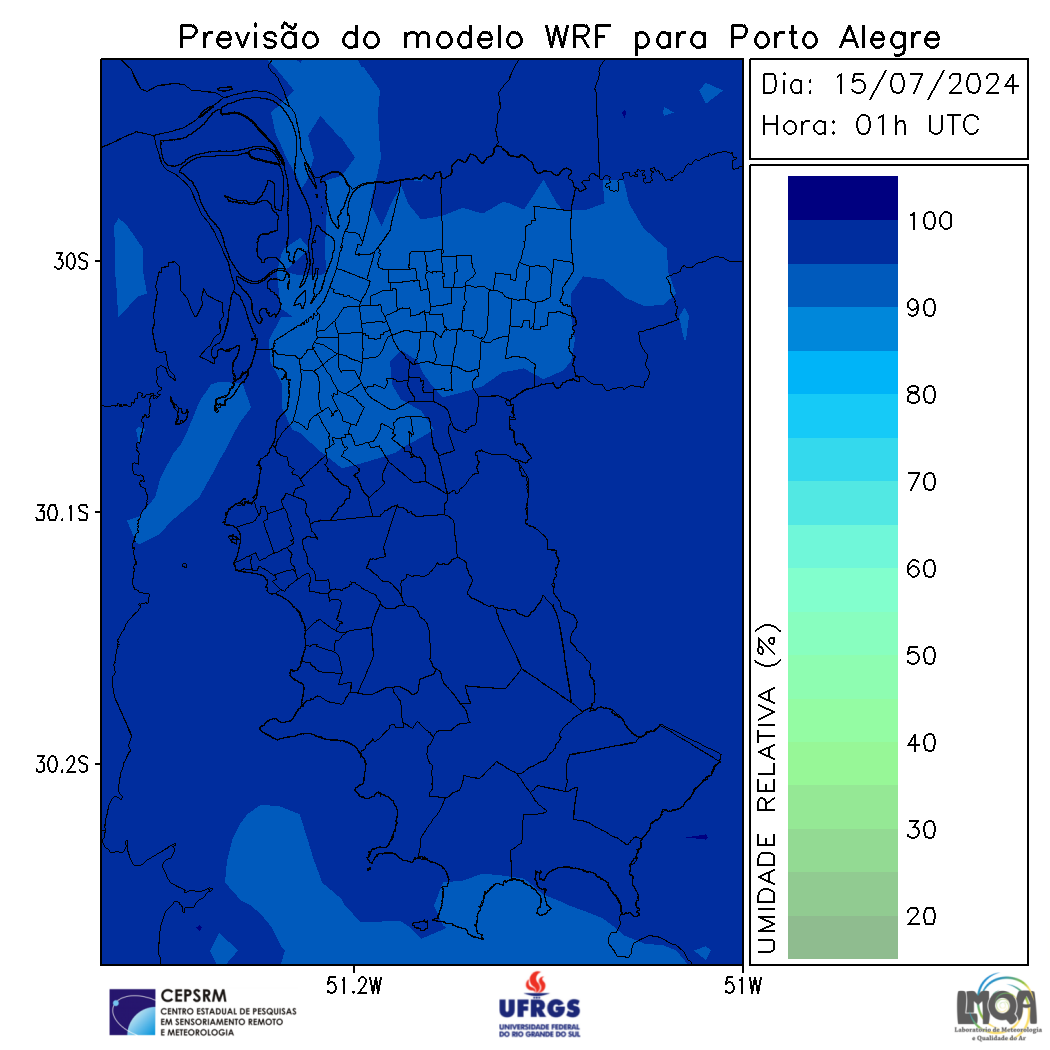 Previsão do modelo WRF para Porto Alegre
Dia: 15/07/2024
Hora: 01h UTC
30S
30.1S
30.2S
51.2W
51W
UMIDADE RELATIVA (%)
100
90
80
70
60
50
40
30
20
CEPSRM
CENTRO ESTADUAL DE PESQUISAS
EM SENSORIAMENTO REMOTO
E METEOROLOGIA
UFRGS
UNIVERSIDADE FEDERAL
DO RIO GRANDE DO SUL
LMQA
Laboratório de Meteorologia
e Qualidade do Ar